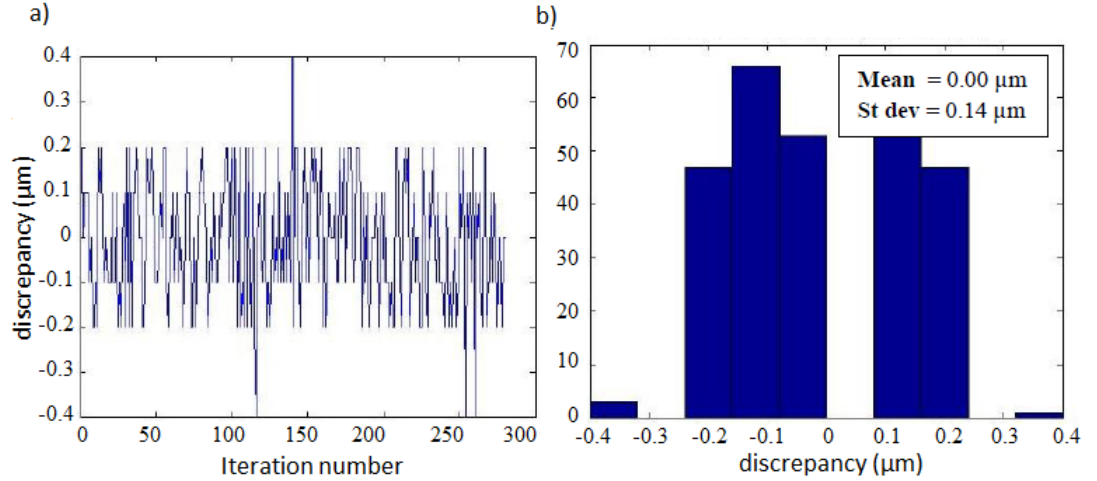 a)
0.4
0.3
0.2
0.1
0
-0.1
-0.2
-0.3
-0.4
discrepancy (µm)
0 50 100 150 200 250 300
Iteration number
b)
70
60
50
40
30
20
10
0
Mean = 0.00 µm
St dev = 0.14 µm
-0.4 -0.3 -0.2 -0.1 0 0.1 0.2 0.3 0.4
discrepancy (µm)